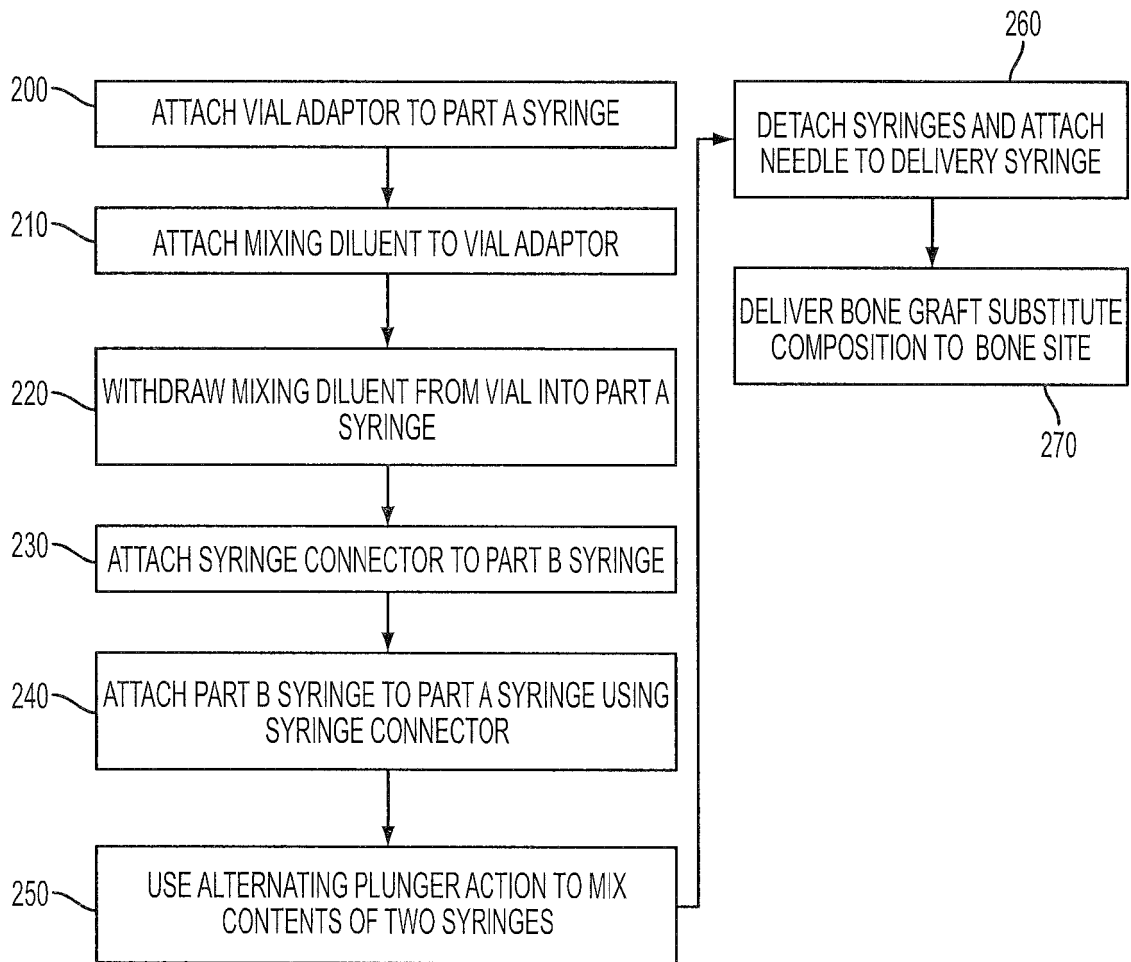 200
ATTACH VIAL ADAPTOR TO PART A SYRINGE
210
ATTACH MIXING DILUENT TO VIAL ADAPTOR
220
WITHDRAW MIXING DILUENT FROM VIAL INTO PART A
SYRINGE
230
ATTACH SYRINGE CONNECTOR TO PART B SYRINGE
240
ATTACH PART B SYRINGE TO PART A SYRINGE USING
SYRINGE CONNECTOR
250
USE ALTERNATING PLUNGER ACTION TO MIX
CONTENTS OF TWO SYRINGES
260
DETACH SYRINGES AND ATTACH
NEEDLE TO DELIVERY SYRINGE
DELIVER BONE GRAFT SUBSTITUTE
COMPOSITION TO BONE SITE
270